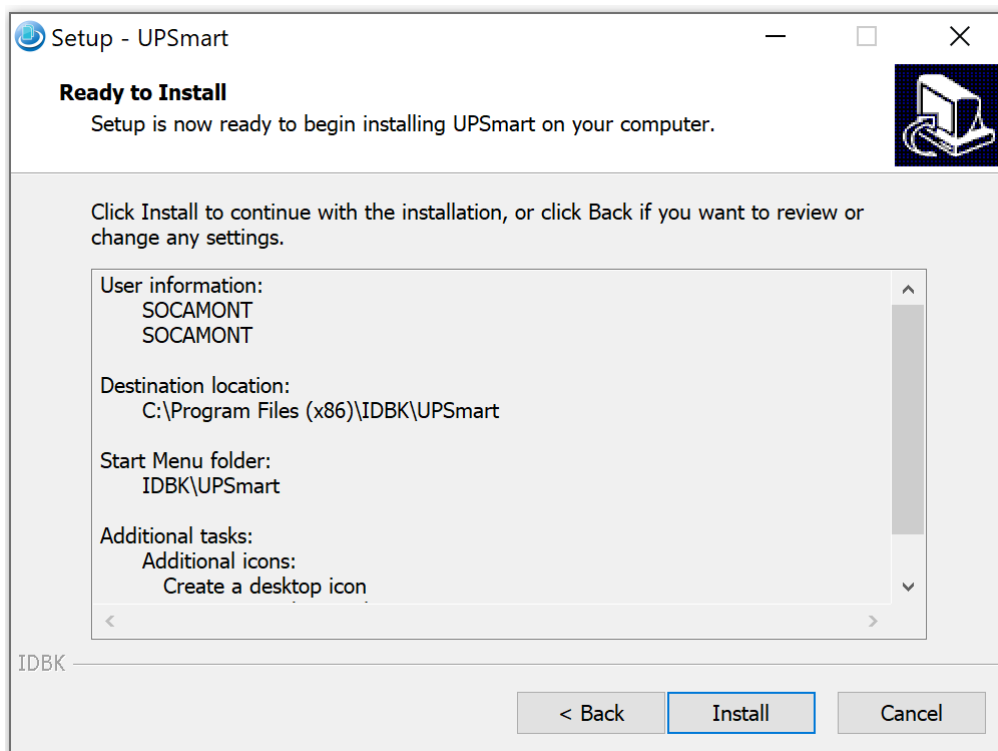 Setup - UPSmart
Ready to Install
Setup is now ready to begin installing UPSmart on your computer.
Click Install to continue with the installation, or click Back if you want to review or
change any settings.
User information:
SOCAMONT
SOCAMONT
Destination location:
C:\Program Files (x86)\IDBK\UPSmart
Start Menu folder:
IDBK\UPSmart
Additional tasks:
Additional icons:
Create a desktop icon
IDBK
< Back
Install
Cancel